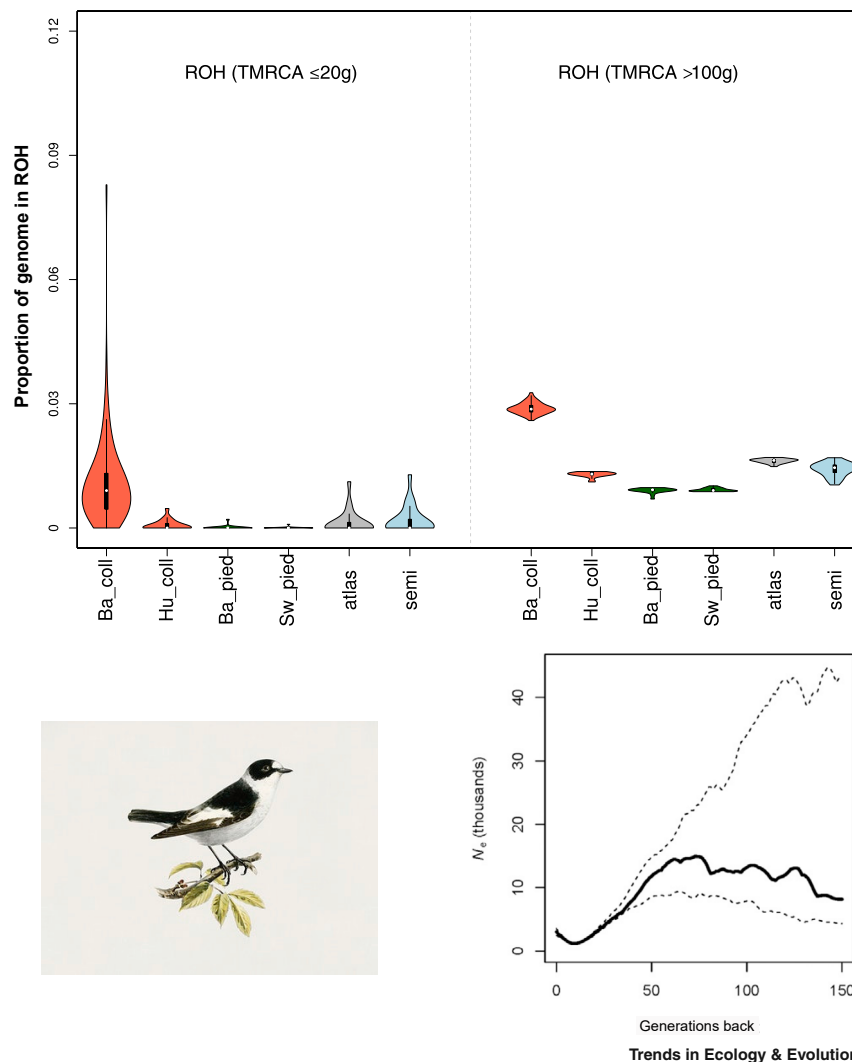 ROH (TMRCA ≤20g)
ROH (TMRCA >100g)
Proportion of genome in ROH
0.12
0.09
0.06
0.03
0
Ba_coll
Hu_coll
Ba_pied
Sw_pied
atlas
semi
Ba_coll
Hu_coll
Ba_pied
Sw_pied
atlas
semi
Ne (thousands)
40
30
20
10
0
0 50 100 150
Generations back
Trends in Ecology & Evolution